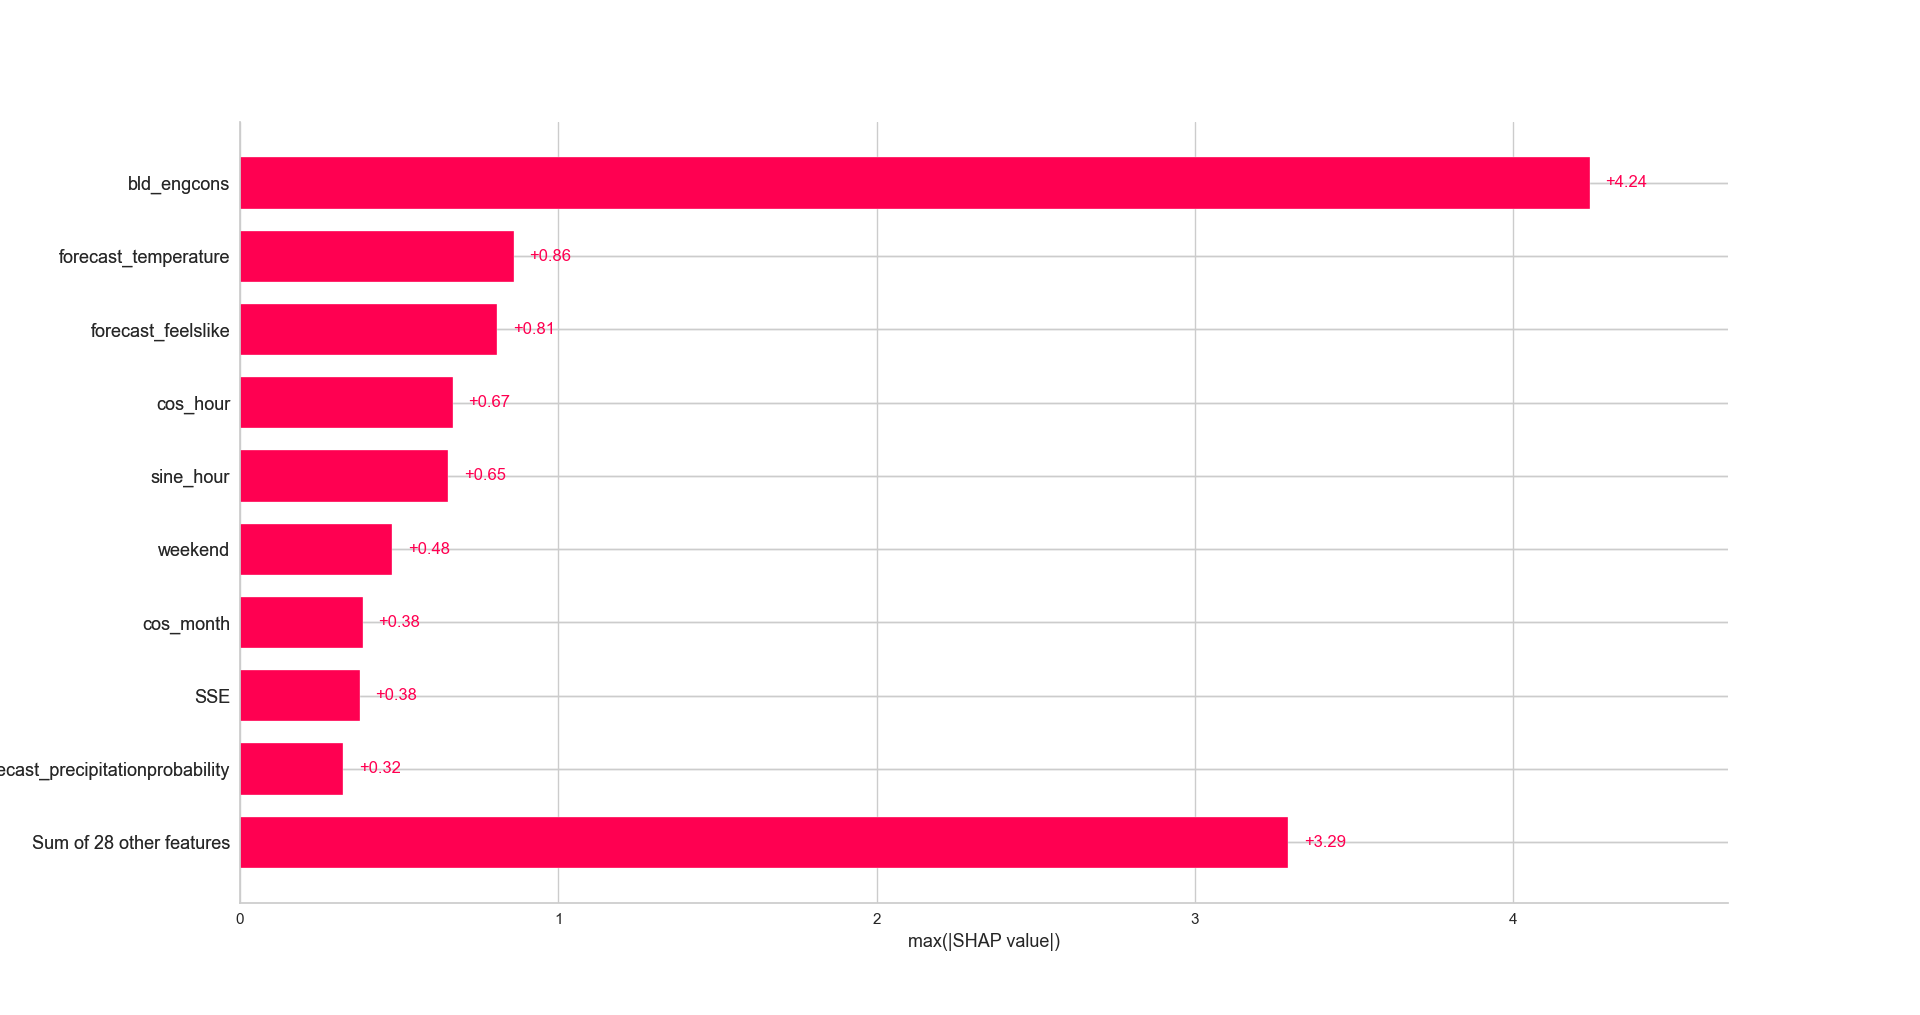 bld_engcons
+4.24
forecast_temperature
+0.86
forecast_feelslike
+0.81
cos_hour
+0.67
sine_hour
+0.65
weekend
+0.48
cos_month
+0.38
SSE
+0.38
ecast_precipitationprobability
+0.32
Sum of 28 other features
+3.29
0 1 2 3 4
max(|SHAP value|)